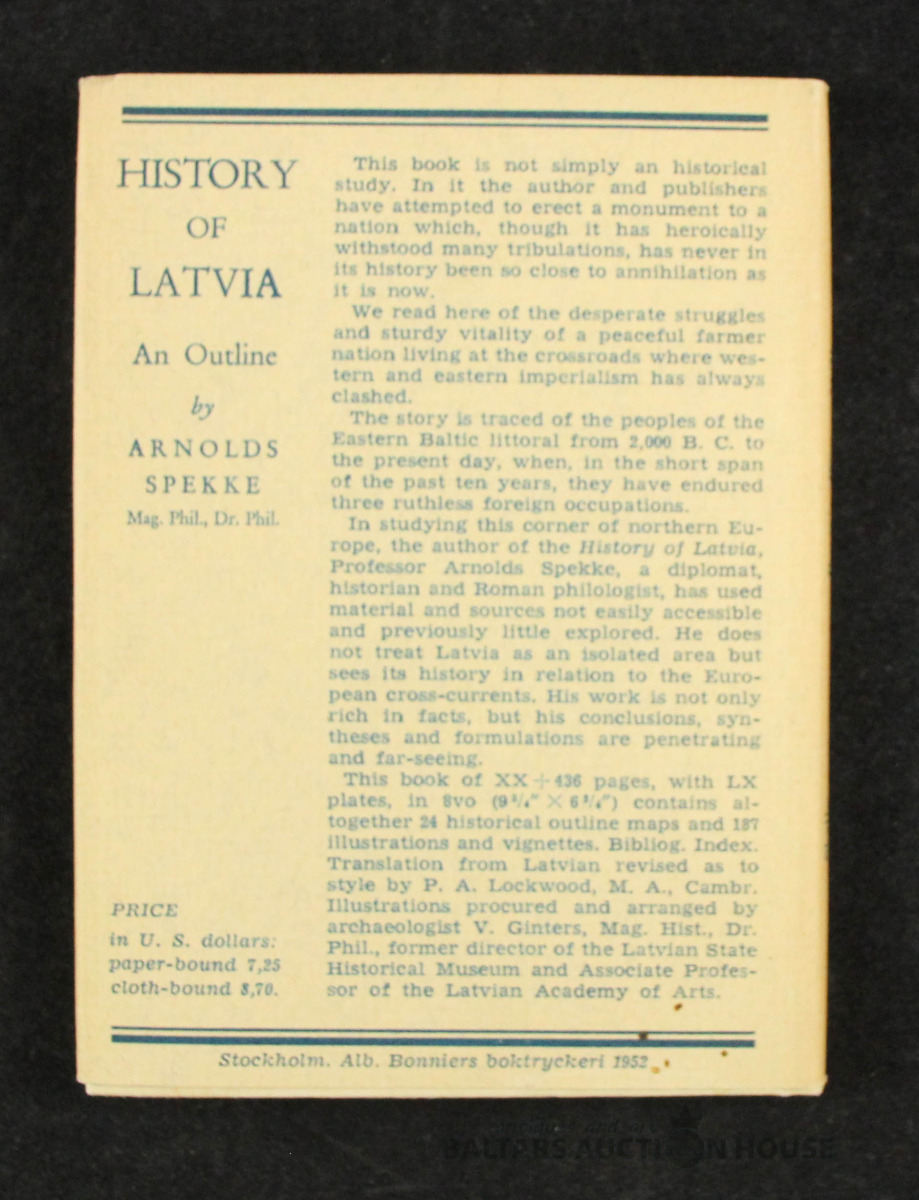 HISTORY
OF
LATVIA
An Outline
by
ARNOLDS
SPEKKE
Mag. Phil., Dr. Phil.
PRICE
in U. S. dollars:
paper-bound 7,25
cloth-bound 8,70.
This book is not simply an historical
study. In it the author and publishers
have attempted to erect a monument to a
nation which, though it has heroically
withstood many tribulations, has never in
its history been so close to annihilation as
it is now.
We read here of the desperate struggles
and sturdy vitality of a peaceful farmer
nation living at the crossroads where wes-
tern and eastern imperialism has always
clashed.
The story is traced of the peoples of the
Eastern Baltic littoral from 2,000 B. C. to
the present day, when, in the short span
of the past ten years, they have endured
three ruthless foreign occupations.
In studying this corner of northern Eu-
rope, the author of the History of Latvia,
Professor Arnolds Spekke, a diplomat,
historian and Roman philologist, has used
material and sources not easily accessible
and previously little explored. He does
not treat Latvia as an isolated area but
sees its history in relation to the Euro-
pean cross-currents. His work is not only
rich in facts, but his conclusions, syn-
theses and formulations are penetrating
and far-seeing.
This book of XX + 436 pages, with LX
plates, in 8vo (9 3/4″ × 6 3/4″) contains al-
together 24 historical outline maps and 187
illustrations and vignettes. Bibliog. Index.
Translation from Latvian revised as to
style by P. A. Lockwood, M. A., Cambr.
Illustrations procured and arranged by
archaeologist V. Ginters, Mag. Hist., Dr.
Phil., former director of the Latvian State
Historical Museum and Associate Profes-
sor of the Latvian Academy of Arts.
Stockholm. Alb. Bonniers boktryckeri 1952
BALTARS AUCTION HOUSE